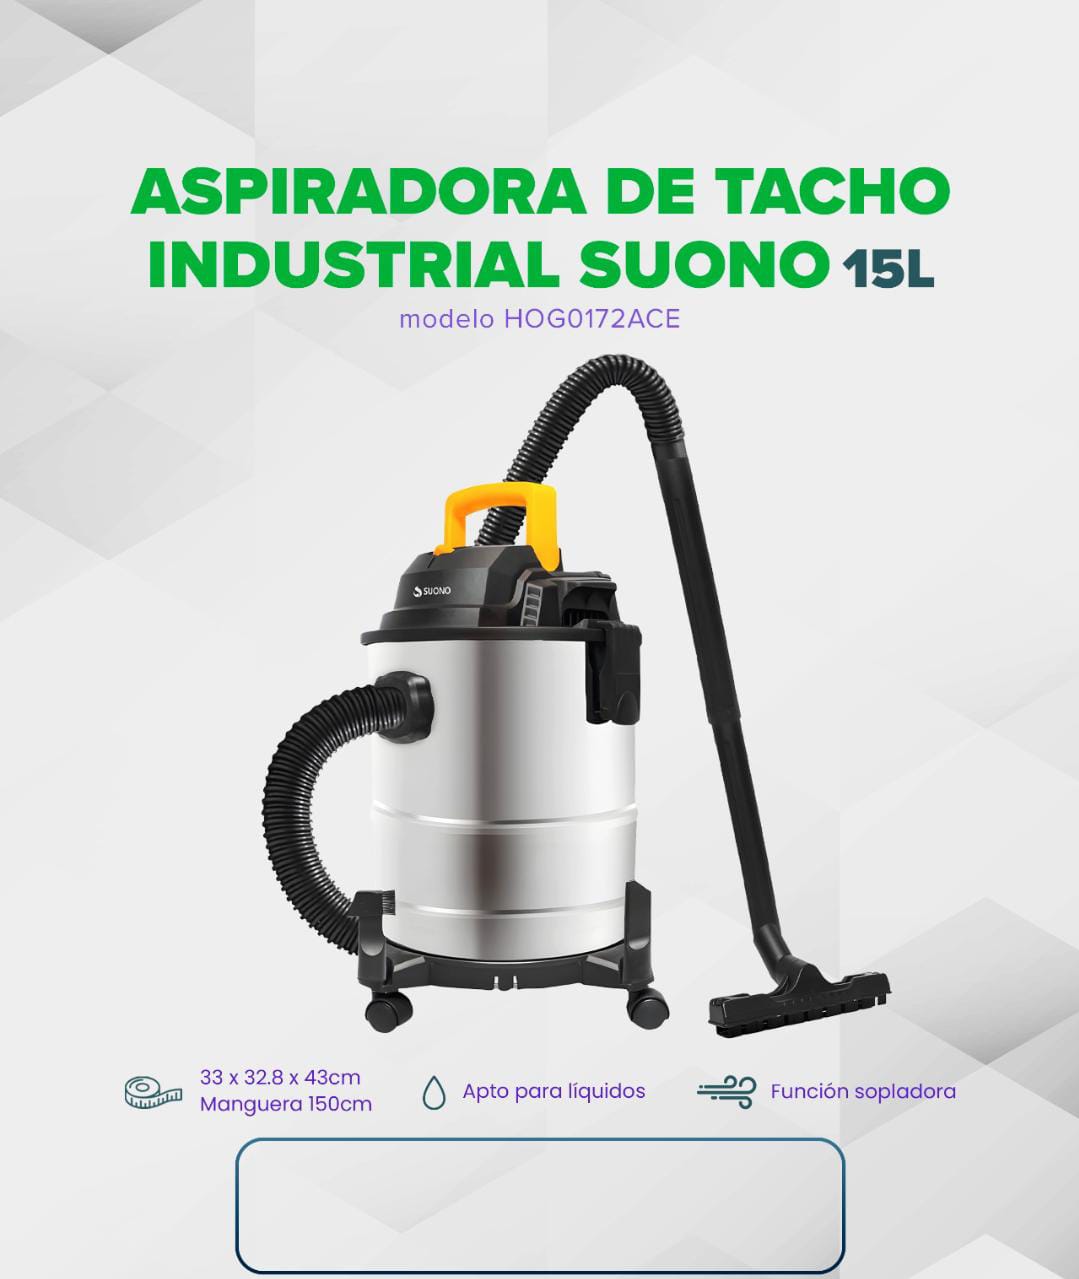 ASPIRADORA DE TACHO
INDUSTRIAL SUONO 15L
modelo HOG0172ACE
SUONO
33 x 32.8 x 43cm
Manguera 150cm
Apto para líquidos
Función sopladora